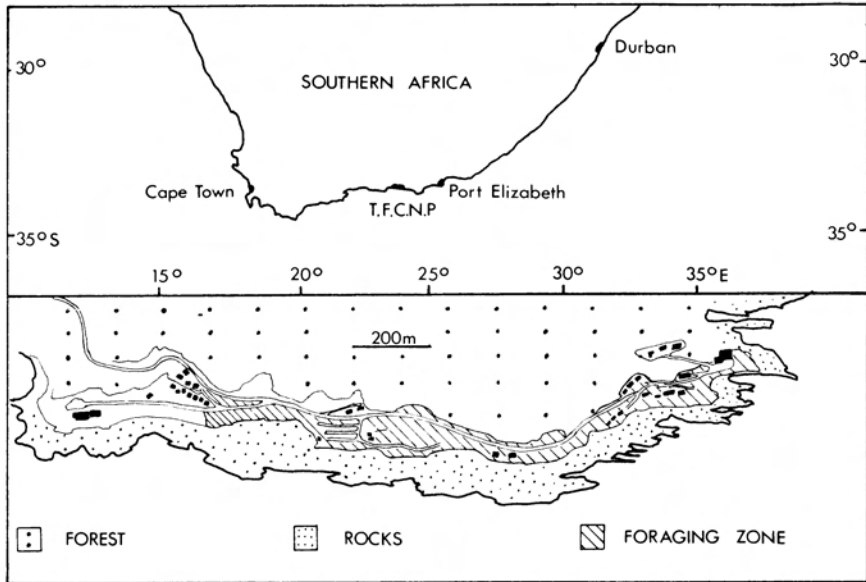 Durban
30°
30°
SOUTHERN AFRICA
Cape Town
Port Elizabeth
T.F.C.N.P
35°S
35°
15°
20°
25°
30°
35°E
200m
FOREST
ROCKS
FORAGING ZONE